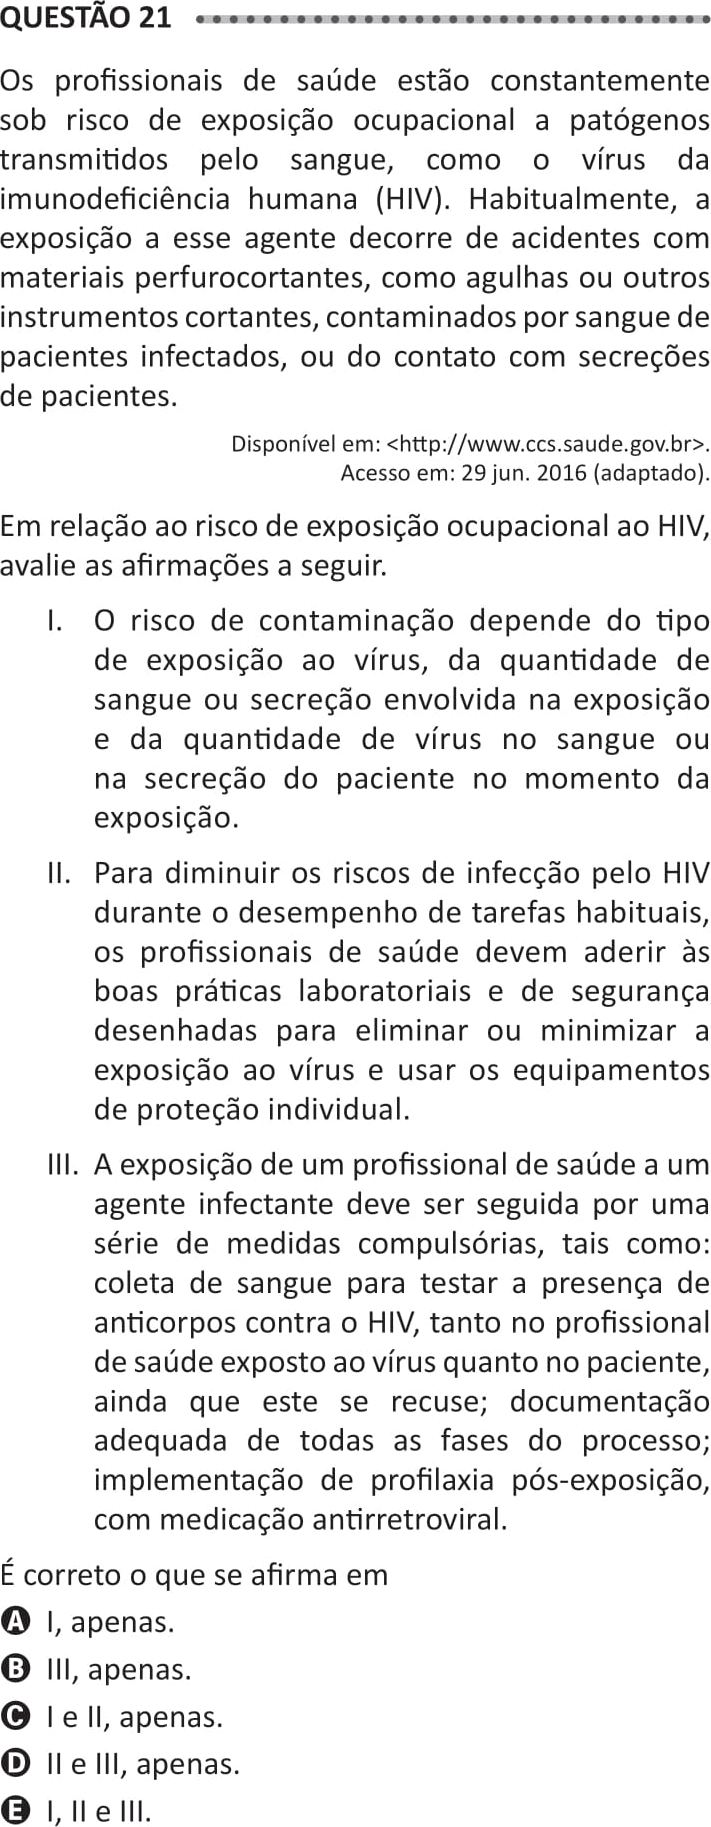 QUESTÃO 21
Os profissionais de saúde estão constantemente
sob risco de exposição ocupacional a patógenos
transmitidos pelo sangue, como o vírus da
imunodeficiência humana (HIV). Habitualmente, a
exposição a esse agente decorre de acidentes com
materiais perfurocortantes, como agulhas ou outros
instrumentos cortantes, contaminados por sangue de
pacientes infectados, ou do contato com secreções
de pacientes.
Disponível em: <http://www.ccs.saude.gov.br>.
Acesso em: 29 jun. 2016 (adaptado).
Em relação ao risco de exposição ocupacional ao HIV,
avalie as afirmações a seguir.
I. O risco de contaminação depende do tipo
de exposição ao vírus, da quantidade de
sangue ou secreção envolvida na exposição
e da quantidade de vírus no sangue ou
na secreção do paciente no momento da
exposição.
II. Para diminuir os riscos de infecção pelo HIV
durante o desempenho de tarefas habituais,
os profissionais de saúde devem aderir às
boas práticas laboratoriais e de segurança
desenhadas para eliminar ou minimizar a
exposição ao vírus e usar os equipamentos
de proteção individual.
III. A exposição de um profissional de saúde a um
agente infectante deve ser seguida por uma
série de medidas compulsórias, tais como:
coleta de sangue para testar a presença de
anticorpos contra o HIV, tanto no profissional
de saúde exposto ao vírus quanto no paciente,
ainda que este se recuse; documentação
adequada de todas as fases do processo;
implementação de profilaxia pós-exposição,
com medicação antirretroviral.
É correto o que se afirma em
A I, apenas.
B III, apenas.
C I e II, apenas.
D II e III, apenas.
E I, II e III.